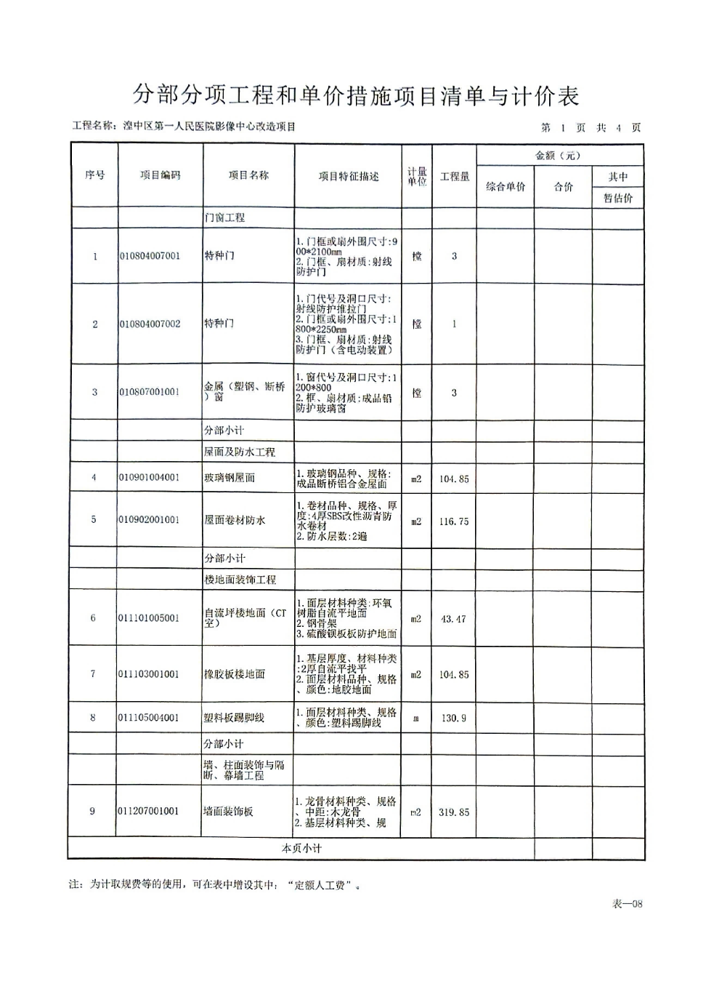 分部分项工程和单价措施项目清单与计价表
工程名称：湟中区第一人民医院影像中心改造项目
第 1 页 共 4 页
序号 项目编码 项目名称 项目特征描述 计量单位 工程量 金额（元）
综合单价 合价 其中
暂估价
门窗工程
1 010804007001 特种门
1.门框或扇外围尺寸:9
00*2100mm
2.门框、扇材质:射线
防护门
樘 3
2 010804007002 特种门
1.门代号及洞口尺寸:
射线防护推拉门
2.门框或扇外围尺寸:1
800*2250mm
3.门框、扇材质:射线
防护门（含电动装置）
樘 1
3 010807001001
金属（塑钢、断桥
）窗
1.窗代号及洞口尺寸:1
200*800
2.框、扇材质:成品铅
防护玻璃窗
樘 3
分部小计
屋面及防水工程
4 010901004001 玻璃钢屋面
1.玻璃钢品种、规格:
成品断桥铝合金屋面
m2 104.85
5 010902001001 屋面卷材防水
1.卷材品种、规格、厚
度:4厚SBS改性沥青防
水卷材
2.防水层数:2遍
m2 116.75
分部小计
楼地面装饰工程
6 011101005001
自流坪楼地面（CT
室）
1.面层材料种类:环氧
树脂自流平地面
2.钢骨架
3.硫酸钡板板防护地面
m2 43.47
7 011103001001 橡胶板楼地面
1.基层厚度、材料种类
:2厚自流平找平
2.面层材料品种、规格
、颜色:地胶地面
m2 104.85
8 011105004001 塑料板踢脚线
1.面层材料种类、规格
、颜色:塑料踢脚线
m 130.9
分部小计
墙、柱面装饰与隔
断、幕墙工程
9 011207001001 墙面装饰板
1.龙骨材料种类、规格
、中距:木龙骨
2.基层材料种类、规
m2 319.85
本页小计
注：为计取规费等的使用，可在表中增设其中：“定额人工费”。
表—08